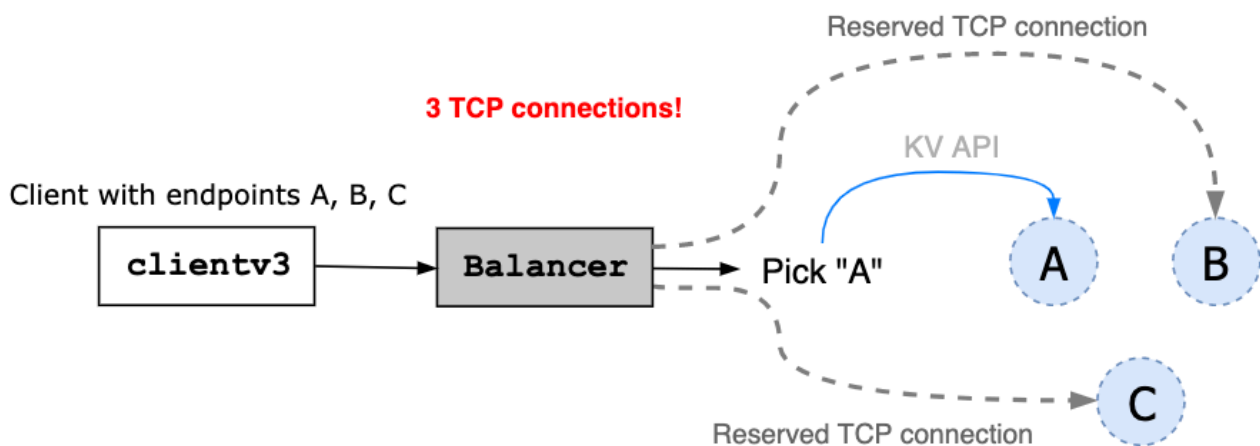 Reserved TCP connection
3 TCP connections!
KV API
Client with endpoints A, B, C
clientv3
Balancer
Pick "A"
A
B
C
Reserved TCP connection